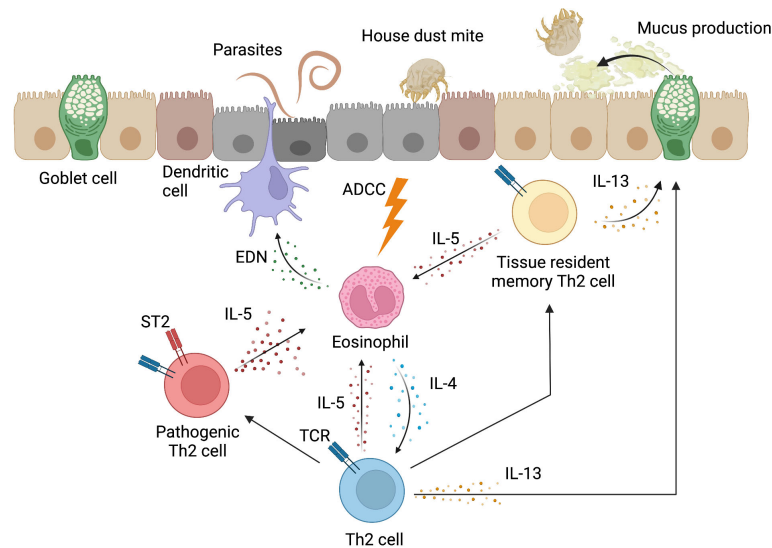 Parasites
House dust mite
Mucus production
Goblet cell
Dendritic
cell
ADCC
IL-13
IL-5
EDN
Tissue resident
memory Th2 cell
ST2
IL-5
Eosinophil
IL-5
IL-4
Pathogenic
Th2 cell
TCR
IL-13
Th2 cell